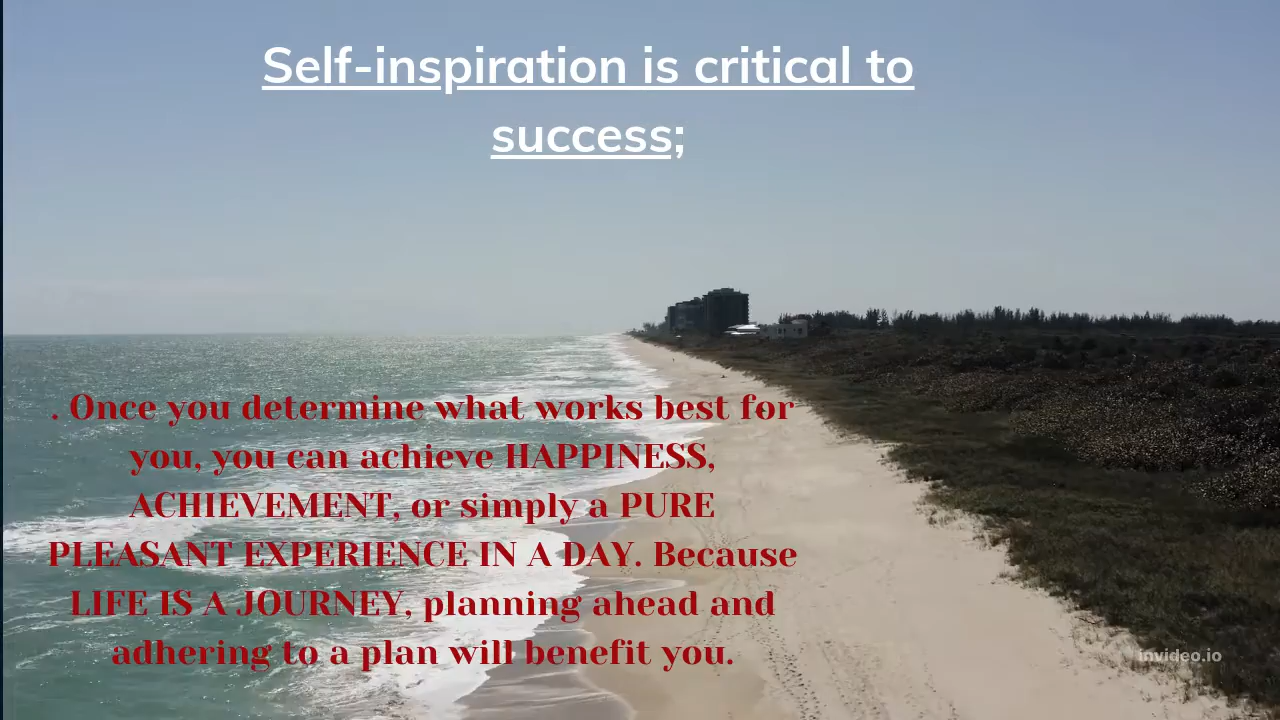 Self-inspiration is critical to
success;
. Once you determine what works best for
you, you can achieve HAPPINESS,
ACHIEVEMENT, or simply a PURE
PLEASANT EXPERIENCE IN A DAY. Because
LIFE IS A JOURNEY, planning ahead and
adhering to a plan will benefit you.
invideo.io